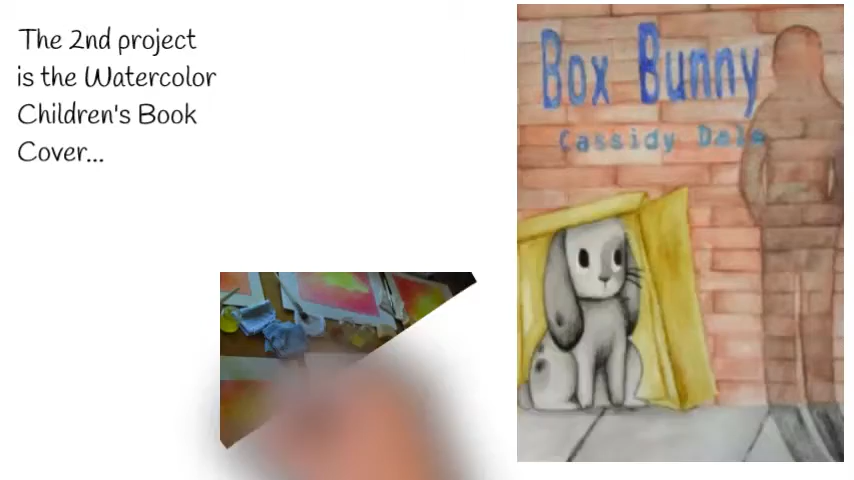 The 2nd project
is the Watercolor
Children's Book
Cover...
Box Bunny
Cassidy Dale